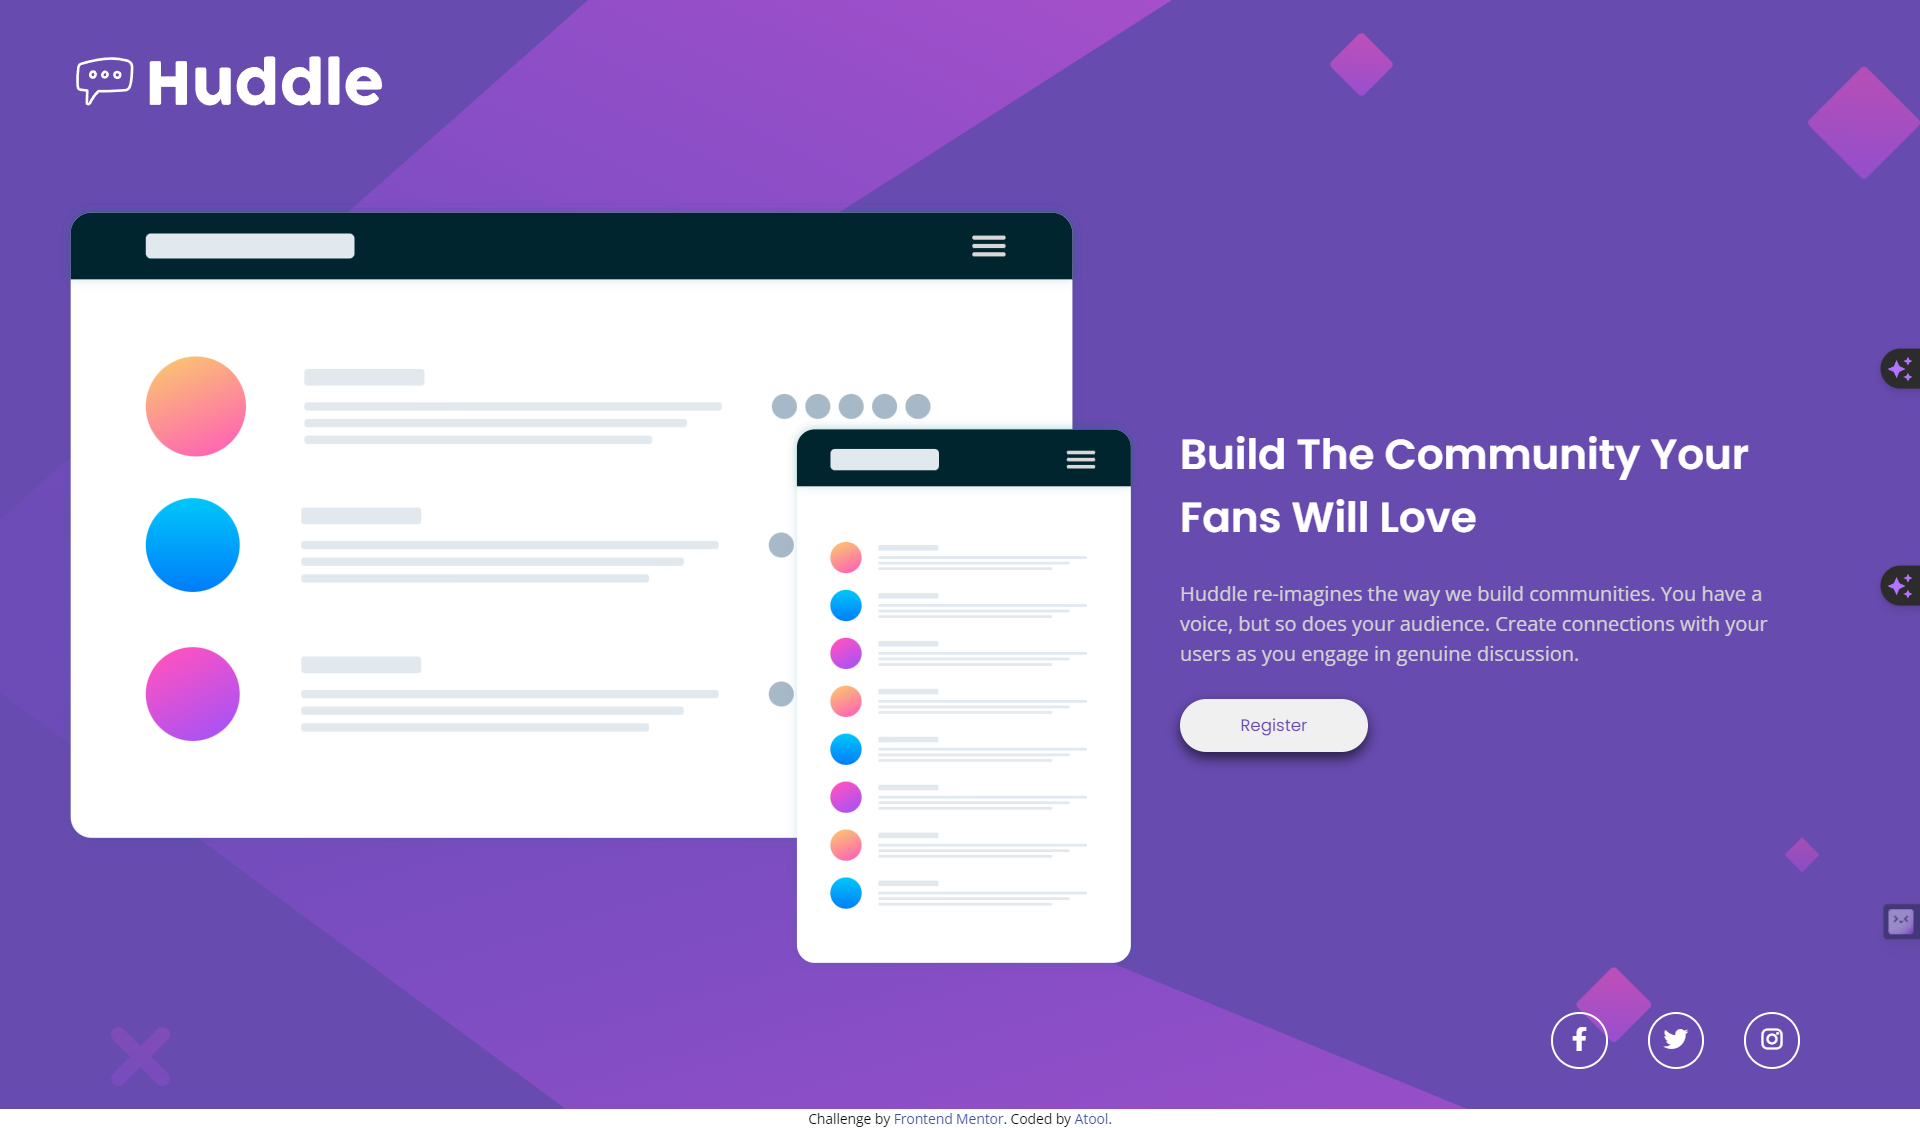 Huddle
Build The Community Your
Fans Will Love
Huddle re-imagines the way we build communities. You have a
voice, but so does your audience. Create connections with your
users as you engage in genuine discussion.
Register
Challenge by Frontend Mentor. Coded by Atool.